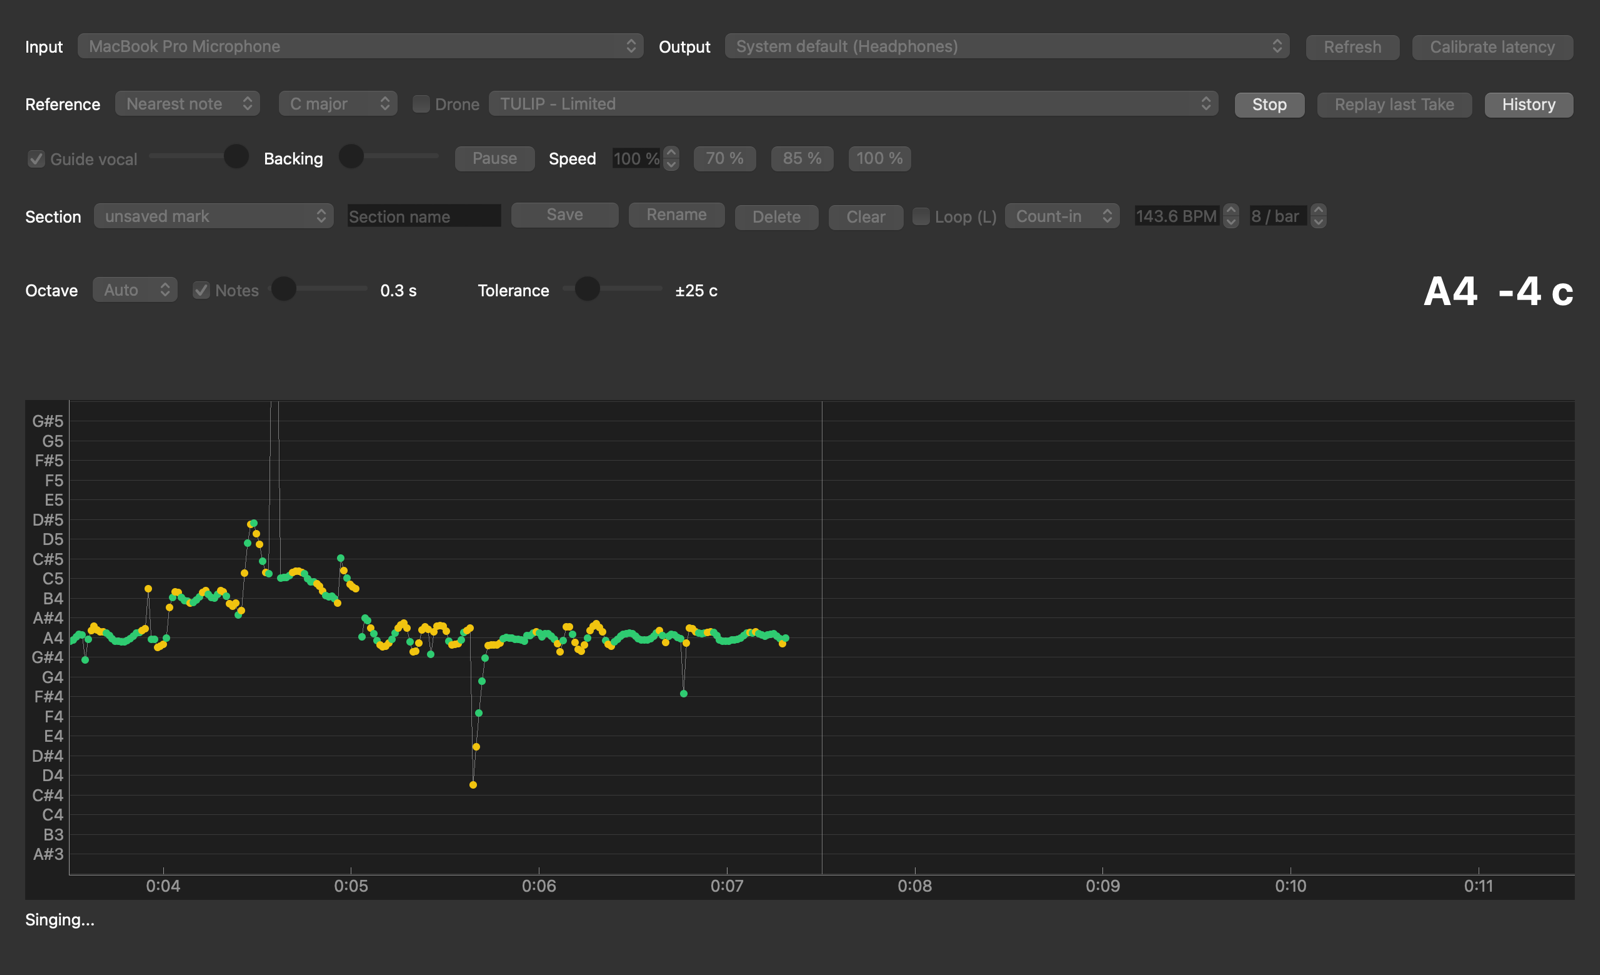 Input MacBook Pro Microphone Output System default (Headphones) Refresh Calibrate latency
Reference Nearest note C major Drone TULIP - Limited Stop Replay last Take History
Guide vocal Backing Pause Speed 100 % 70 % 85 % 100 %
Section unsaved mark Section name Save Rename Delete Clear Loop (L) Count-in 143.6 BPM 8 / bar
Octave Auto Notes 0.3 s Tolerance ±25 c A4 -4 c
G#5
G5
F#5
F5
E5
D#5
D5
C#5
C5
B4
A#4
A4
G#4
G4
F#4
F4
E4
D#4
D4
C#4
C4
B3
A#3
0:04 0:05 0:06 0:07 0:08 0:09 0:10 0:11
Singing...